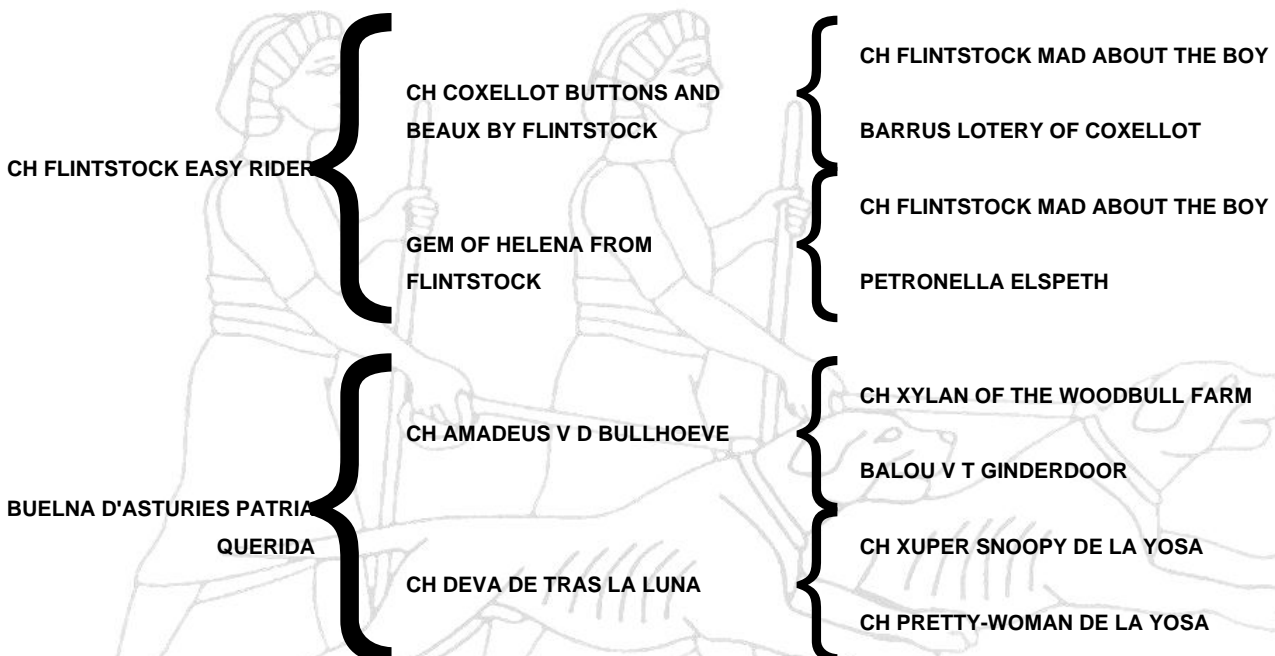 CH FLINTSTOCK EASY RIDER
CH COXELLOT BUTTONS AND
BEAUX BY FLINTSTOCK
CH FLINTSTOCK MAD ABOUT THE BOY
BARRUS LOTERY OF COXELLOT
GEM OF HELENA FROM
FLINTSTOCK
CH FLINTSTOCK MAD ABOUT THE BOY
PETRONELLA ELSPETH
BUELNA D'ASTURIES PATRIA
QUERIDA
CH AMADEUS V D BULLHOEVE
CH XYLAN OF THE WOODBULL FARM
BALOU V T GINDERDOOR
CH DEVA DE TRAS LA LUNA
CH XUPER SNOOPY DE LA YOSA
CH PRETTY-WOMAN DE LA YOSA